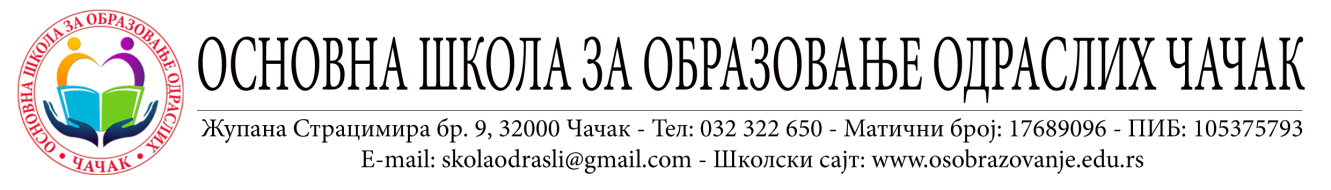 ОСНОВНА ШКОЛА ЗА ОБРАЗОВАЊЕ ОДРАСЛИХ
• ЧАЧАК •
ОСНОВНА ШКОЛА ЗА ОБРАЗОВАЊЕ ОДРАСЛИХ ЧАЧАК
Жупана Страцимира бр. 9, 32000 Чачак - Тел: 032 322 650 - Матични број: 17689096 - ПИБ: 105375793
E-mail: skolaodrasli@gmail.com - Школски сајт: www.osobrazovanje.edu.rs